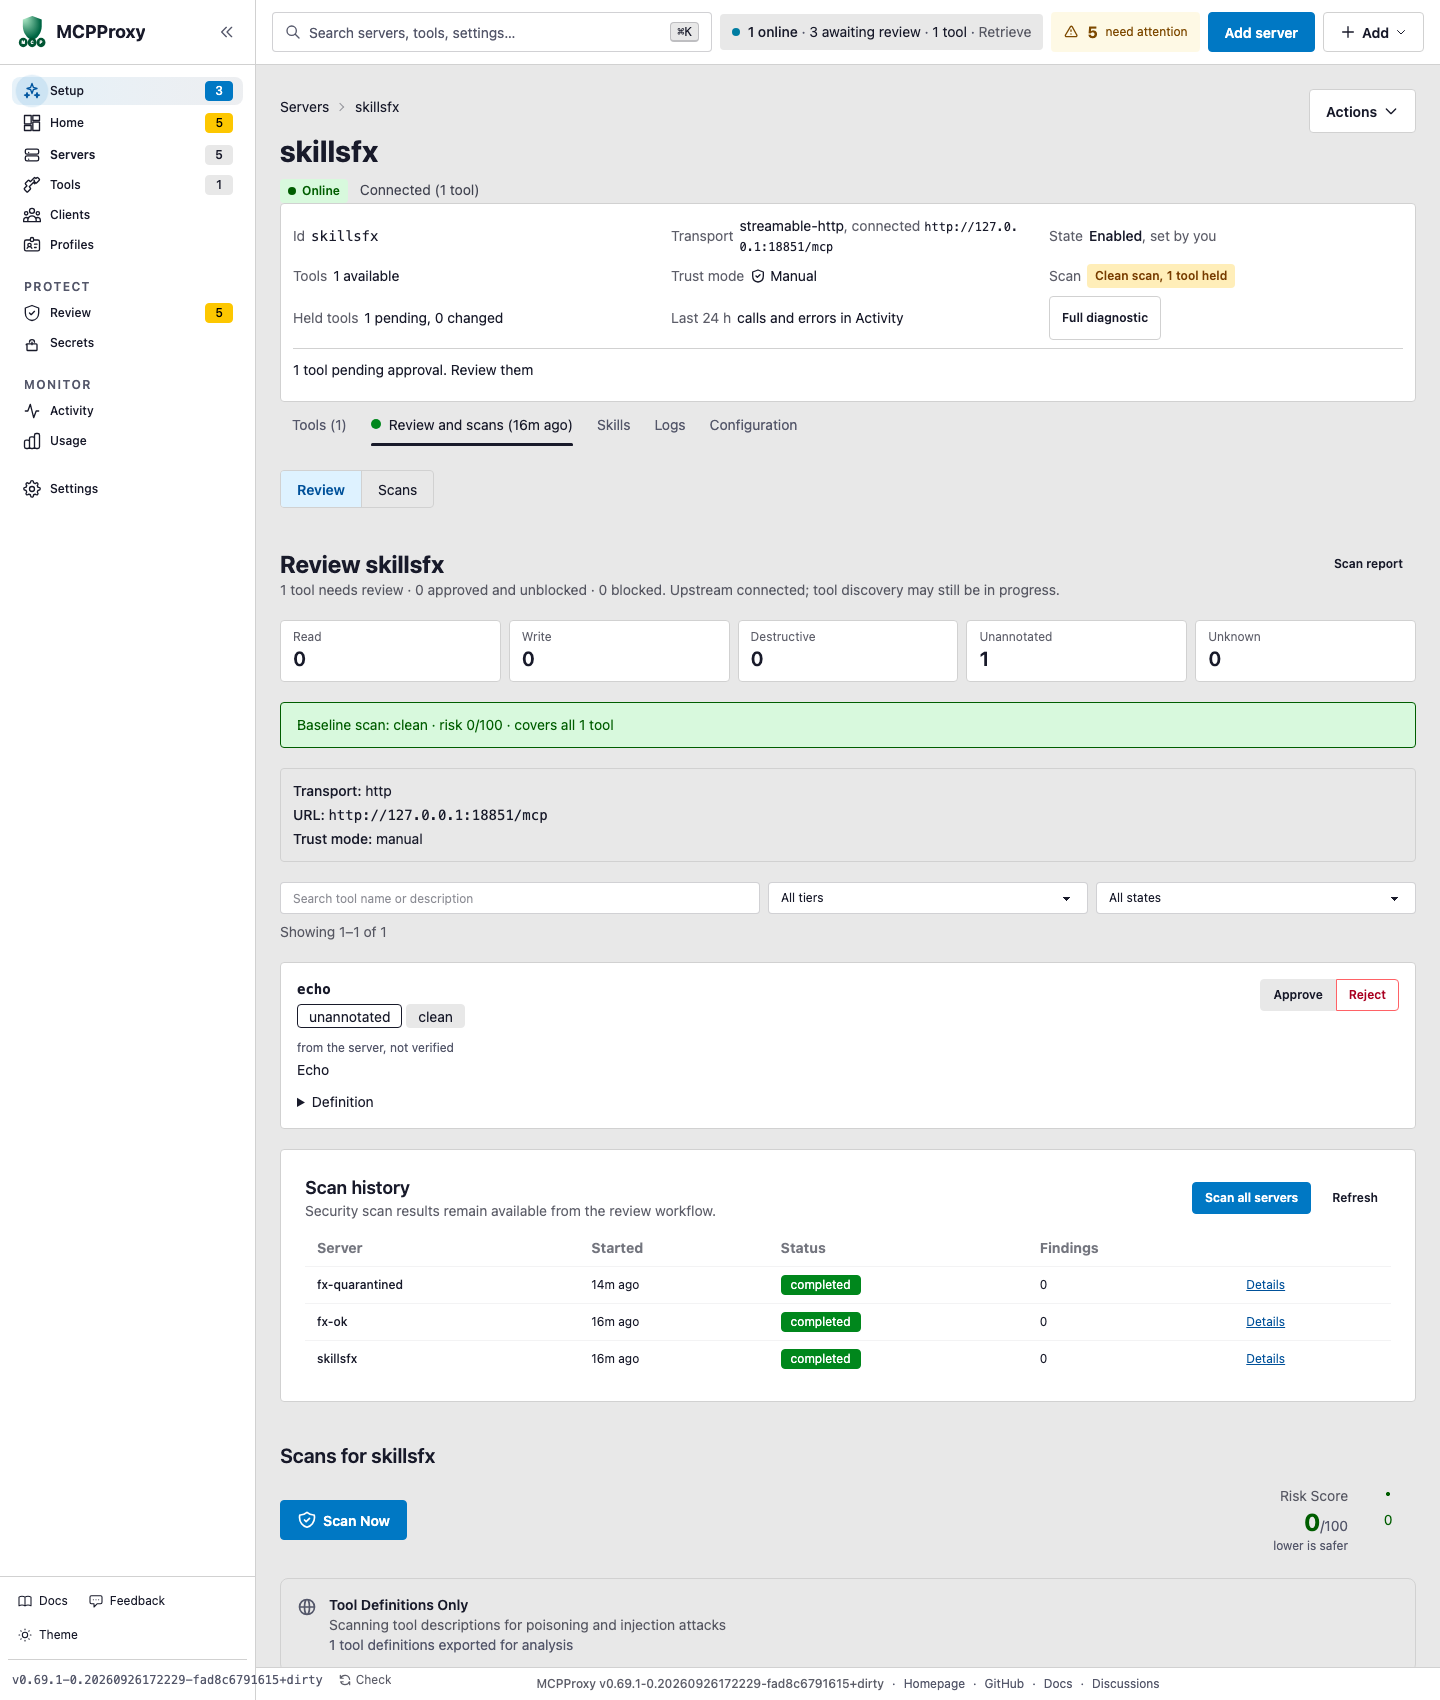 MCPProxy
Search servers, tools, settings...
⌘K
1 online · 3 awaiting review · 1 tool · Retrieve
5 need attention
Add server
Add
Setup
3
Home
5
Servers
5
Tools
1
Clients
Profiles
PROTECT
Review
5
Secrets
MONITOR
Activity
Usage
Settings
Docs
Feedback
Theme
v0.69.1-0.20260926172229-fad8c6791615+dirty
Check
Servers
skillsfx
Actions
skillsfx
Online
Connected (1 tool)
Id skillsfx
Transport streamable-http, connected http://127.0.
0.1:18851/mcp
State Enabled, set by you
Tools 1 available
Trust mode Manual
Scan Clean scan, 1 tool held
Held tools 1 pending, 0 changed
Last 24 h calls and errors in Activity
Full diagnostic
1 tool pending approval. Review them
Tools (1)
Review and scans (16m ago)
Skills
Logs
Configuration
Review
Scans
Review skillsfx
Scan report
1 tool needs review · 0 approved and unblocked · 0 blocked. Upstream connected; tool discovery may still be in progress.
Read
0
Write
0
Destructive
0
Unannotated
1
Unknown
0
Baseline scan: clean · risk 0/100 · covers all 1 tool
Transport: http
URL: http://127.0.0.1:18851/mcp
Trust mode: manual
Search tool name or description
All tiers
All states
Showing 1–1 of 1
echo
Approve
Reject
unannotated
clean
from the server, not verified
Echo
Definition
Scan history
Security scan results remain available from the review workflow.
Scan all servers
Refresh
Server Started Status Findings
fx-quarantined 14m ago completed 0 Details
fx-ok 16m ago completed 0 Details
skillsfx 16m ago completed 0 Details
Scans for skillsfx
Scan Now
Risk Score
0/100
lower is safer
0
Tool Definitions Only
Scanning tool descriptions for poisoning and injection attacks
1 tool definitions exported for analysis
MCPProxy v0.69.1-0.20260926172229-fad8c6791615+dirty · Homepage · GitHub · Docs · Discussions